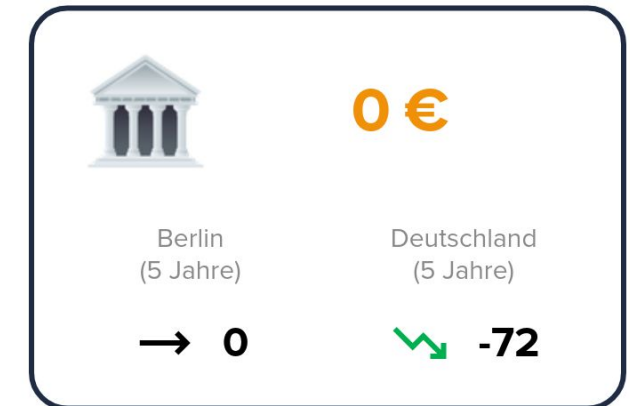 0 €
Berlin
(5 Jahre)
Deutschland
(5 Jahre)
→ 0
-72